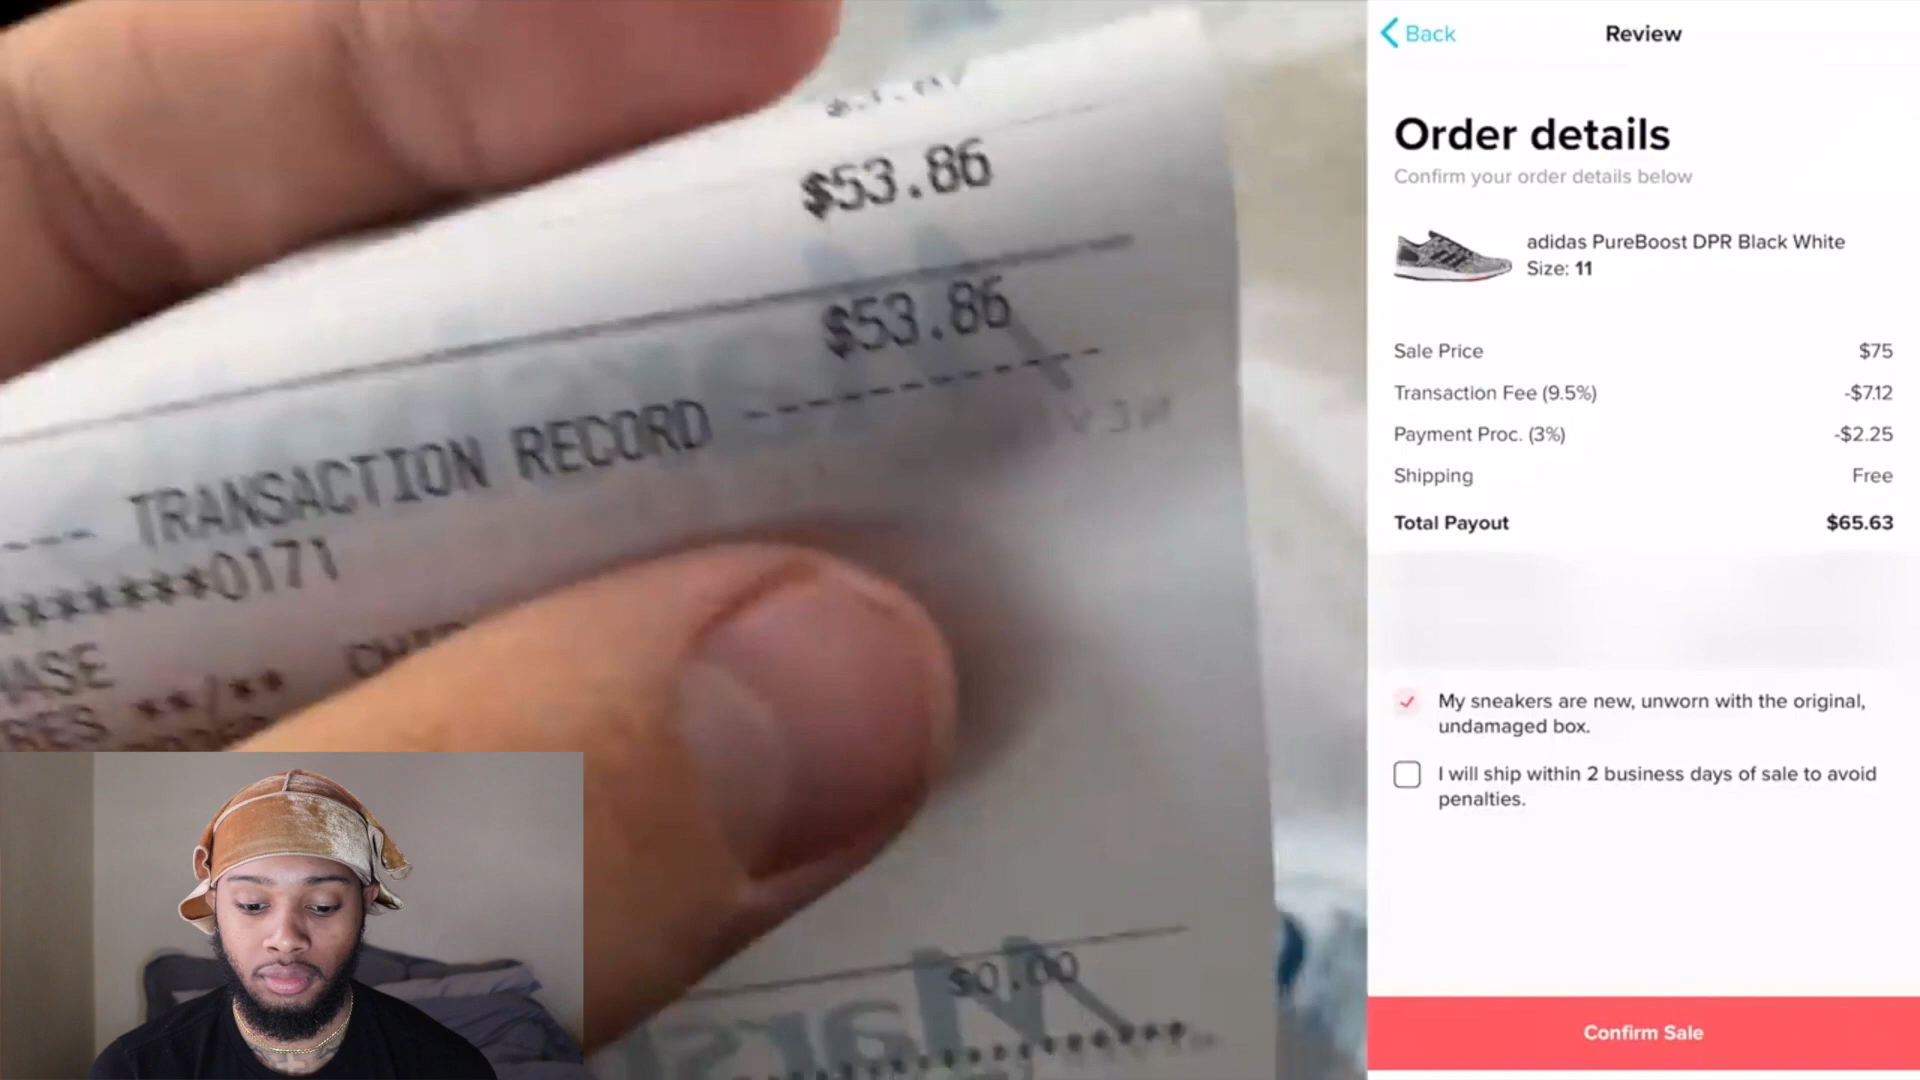 $53.86
$53.86
--- TRANSACTION RECORD ----------
*******0171
$0.00
Back
Review
Order details
Confirm your order details below
adidas PureBoost DPR Black White
Size: 11
Sale Price $75
Transaction Fee (9.5%) -$7.12
Payment Proc. (3%) -$2.25
Shipping Free
Total Payout $65.63
My sneakers are new, unworn with the original,
undamaged box.
I will ship within 2 business days of sale to avoid
penalties.
Confirm Sale